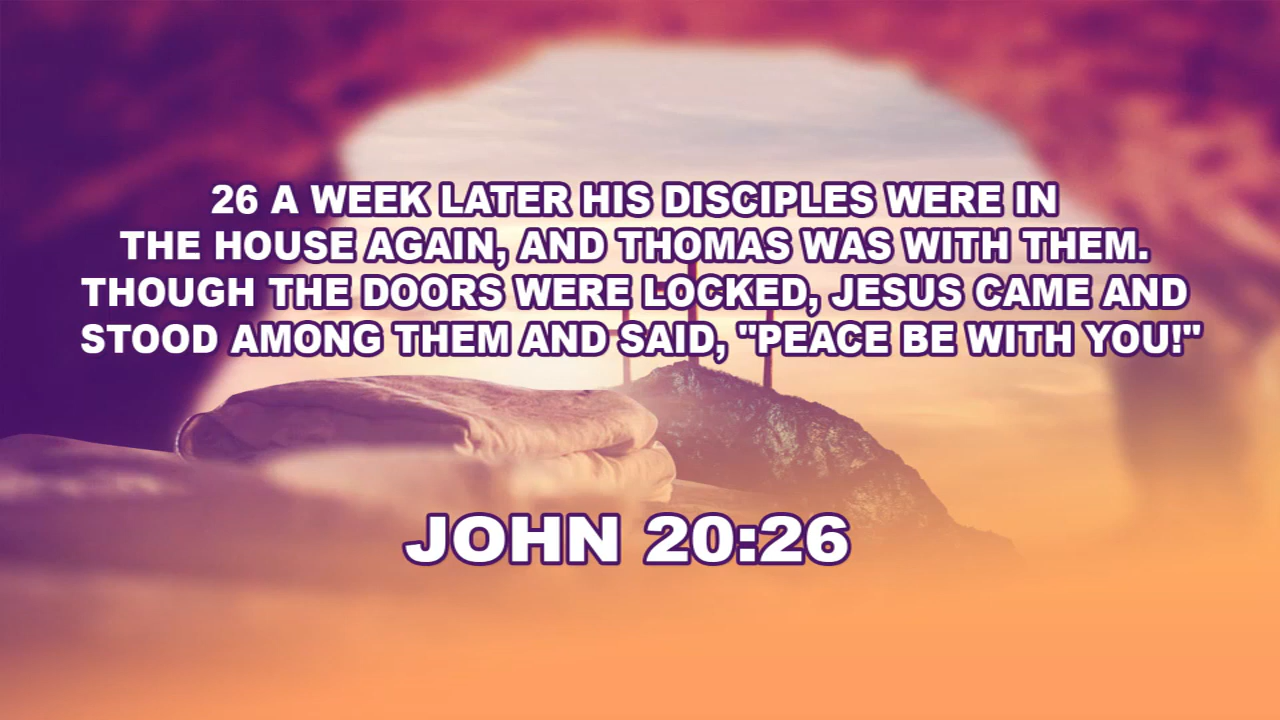 26 A WEEK LATER HIS DISCIPLES WERE IN
THE HOUSE AGAIN, AND THOMAS WAS WITH THEM.
THOUGH THE DOORS WERE LOCKED, JESUS CAME AND
STOOD AMONG THEM AND SAID, "PEACE BE WITH YOU!"
JOHN 20:26